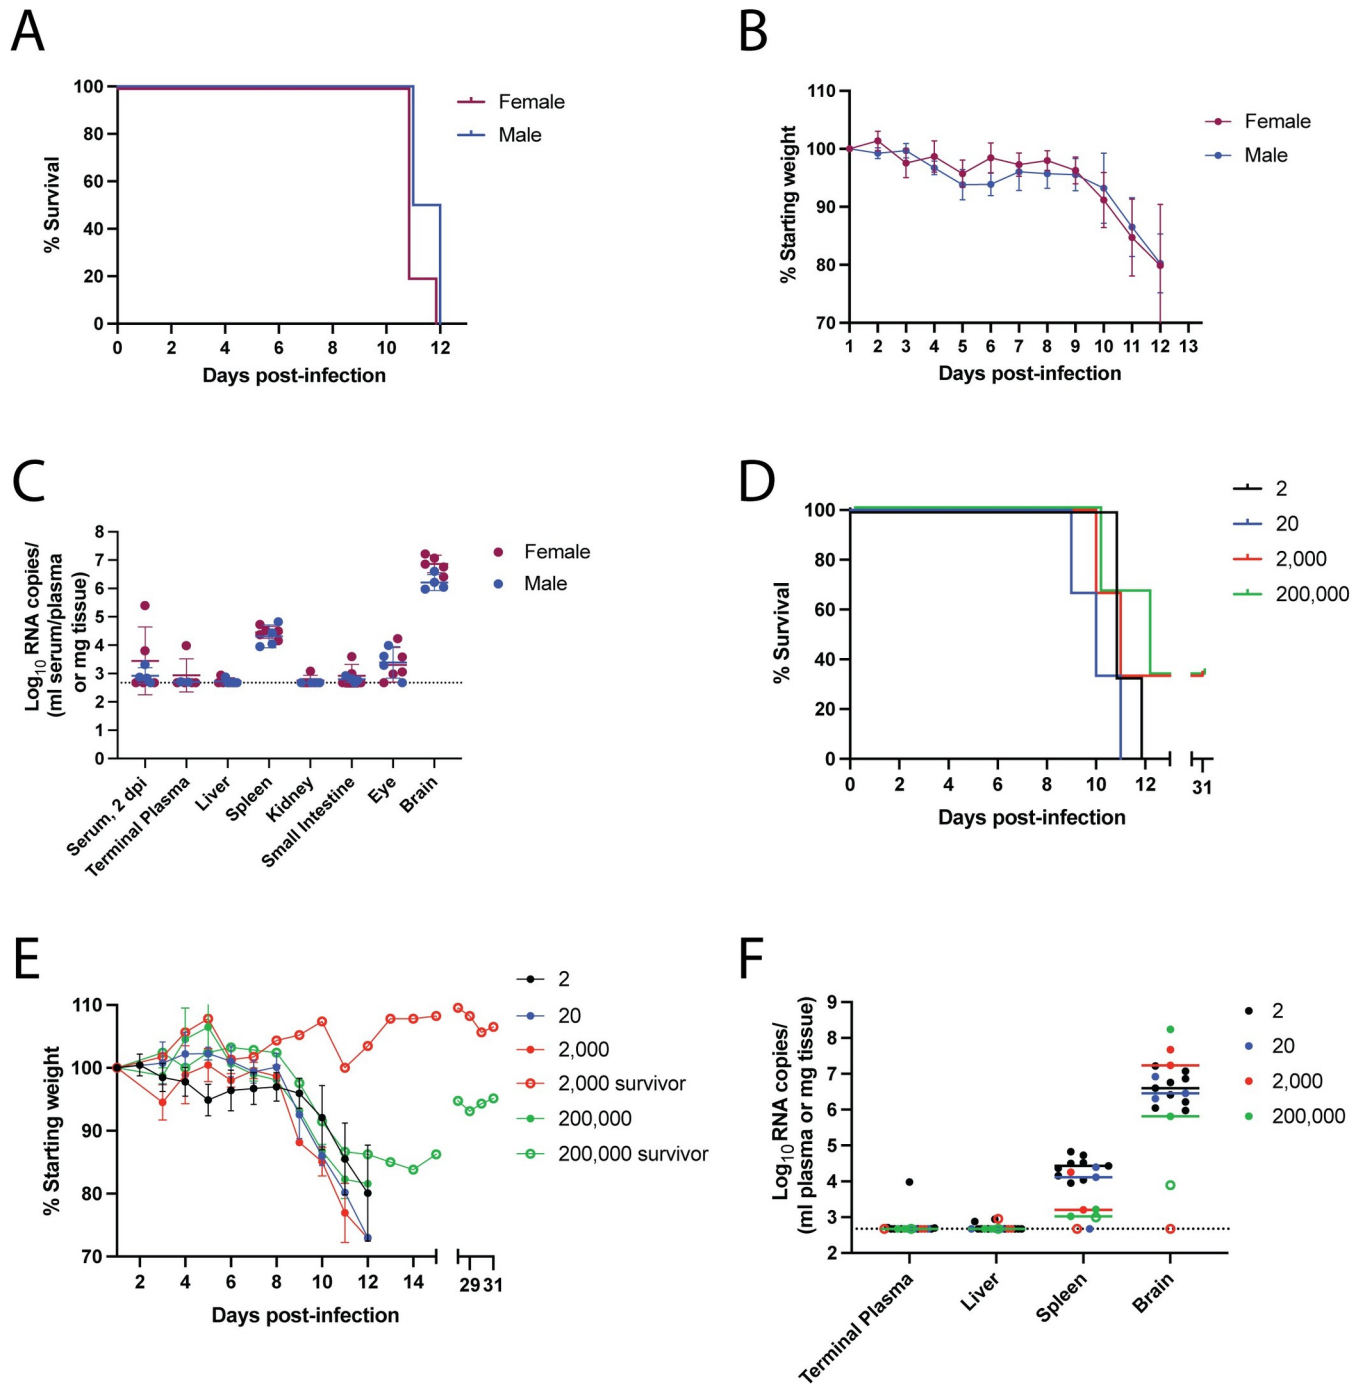 A
100
80
60
40
20
0
% Survival
0 2 4 6 8 10 12
Days post-infection
Female
Male
B
110
100
90
80
70
% Starting weight
1 2 3 4 5 6 7 8 9 10 11 12 13
Days post-infection
Female
Male
C
8
7
6
5
4
3
2
1
0
Log10 RNA copies/
(ml serum/plasma
or mg tissue)
Serum, 2 dpi
Terminal Plasma
Liver
Spleen
Kidney
Small Intestine
Eye
Brain
Female
Male
D
100
80
60
40
20
0
% Survival
0 2 4 6 8 10 12 31
Days post-infection
2
20
2,000
200,000
E
110
100
90
80
70
% Starting weight
2 4 6 8 10 12 14 29 31
Days post-infection
2
20
2,000
2,000 survivor
200,000
200,000 survivor
F
9
8
7
6
5
4
3
2
Log10 RNA copies/
(ml plasma or mg tissue)
Terminal Plasma
Liver
Spleen
Brain
2
20
2,000
200,000